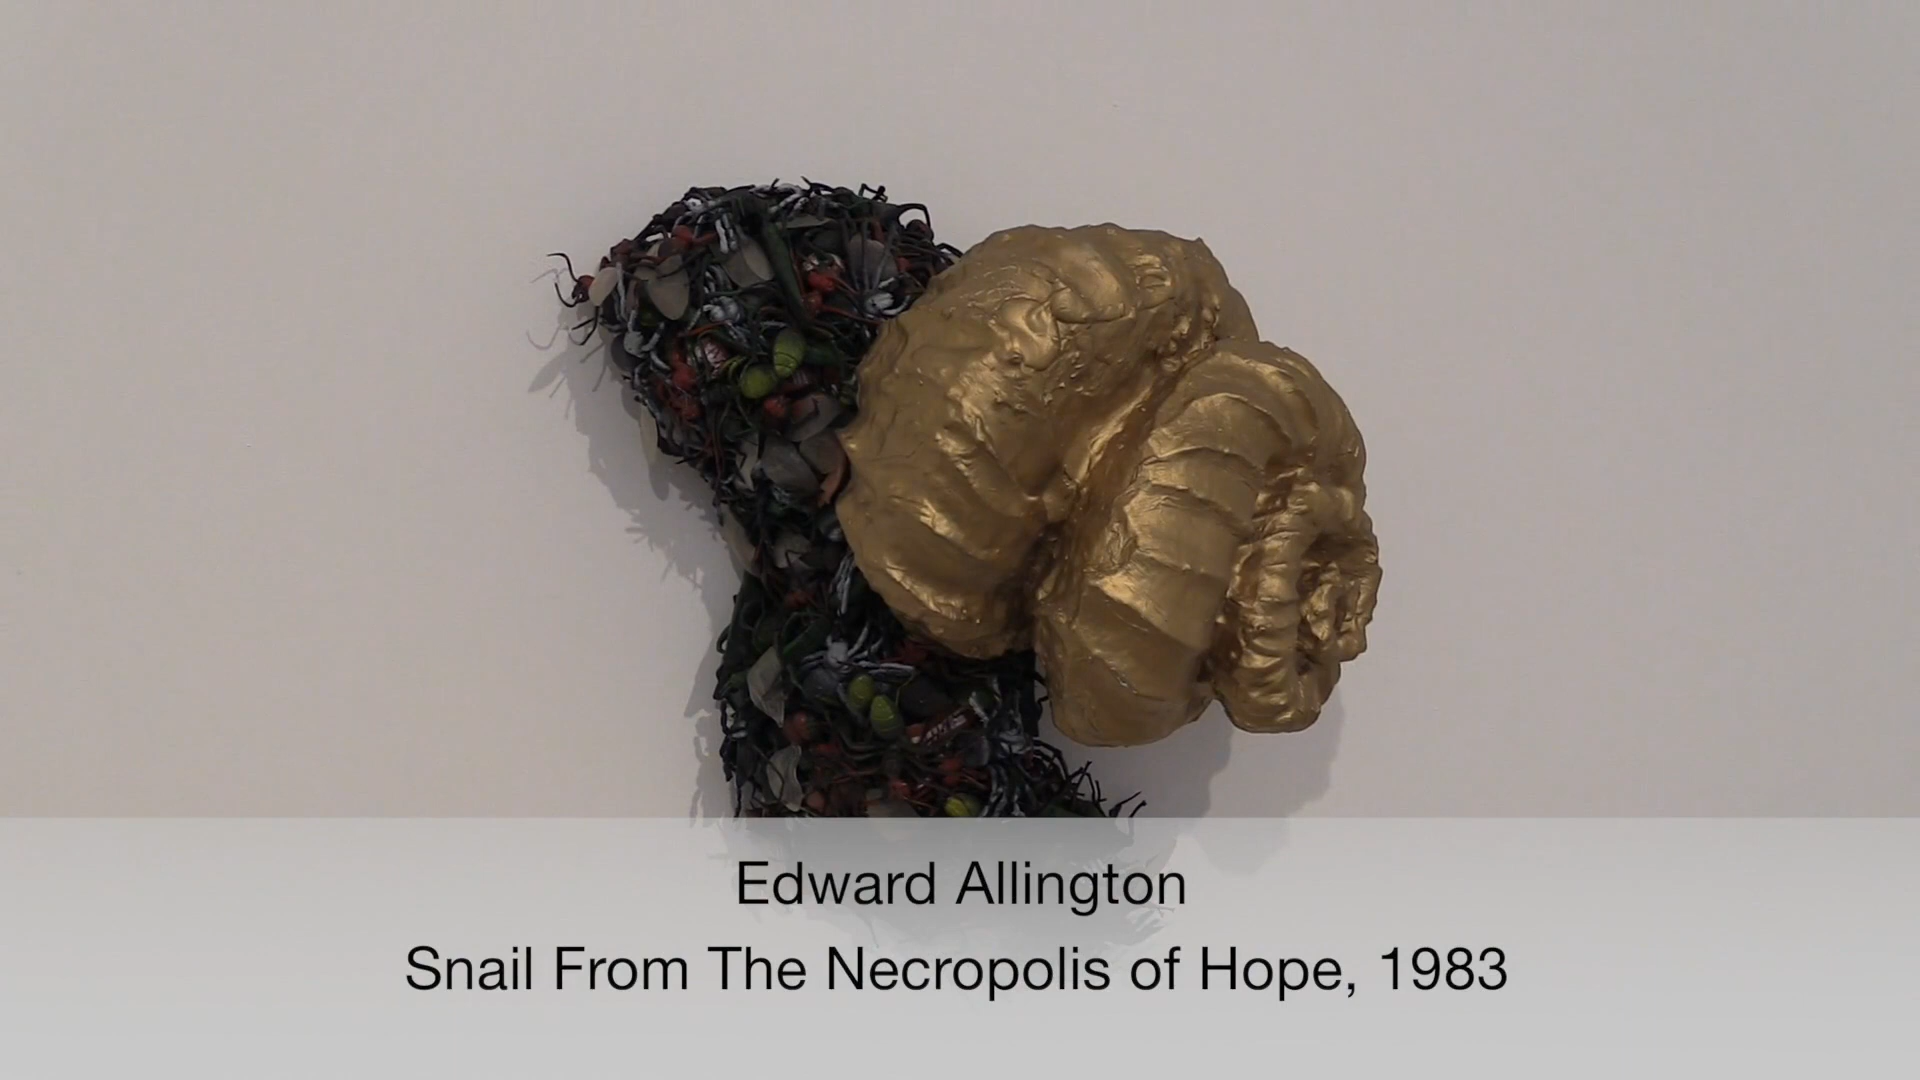 Edward Allington
Snail From The Necropolis of Hope, 1983